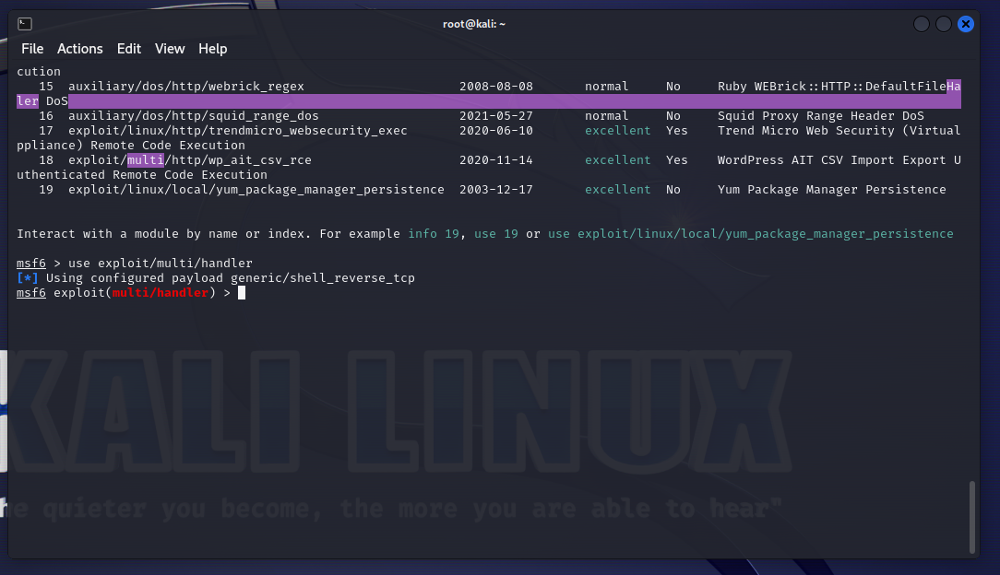 root@kali: ~
File Actions Edit View Help
cution
15 auxiliary/dos/http/webrick_regex 2008-08-08 normal No Ruby WEBrick::HTTP::DefaultFileHa
ler DoS
16 auxiliary/dos/http/squid_range_dos 2021-05-27 normal No Squid Proxy Range Header DoS
17 exploit/linux/http/trendmicro_websecurity_exec 2020-06-10 excellent Yes Trend Micro Web Security (Virtual
ppliance) Remote Code Execution
18 exploit/multi/http/wp_ait_csv_rce 2020-11-14 excellent Yes WordPress AIT CSV Import Export U
uthenticated Remote Code Execution
19 exploit/linux/local/yum_package_manager_persistence 2003-12-17 excellent No Yum Package Manager Persistence
Interact with a module by name or index. For example info 19, use 19 or use exploit/linux/local/yum_package_manager_persistence
msf6 > use exploit/multi/handler
[*] Using configured payload generic/shell_reverse_tcp
msf6 exploit(multi/handler) >
KALI LINUX
he quieter you become, the more you are able to hear"